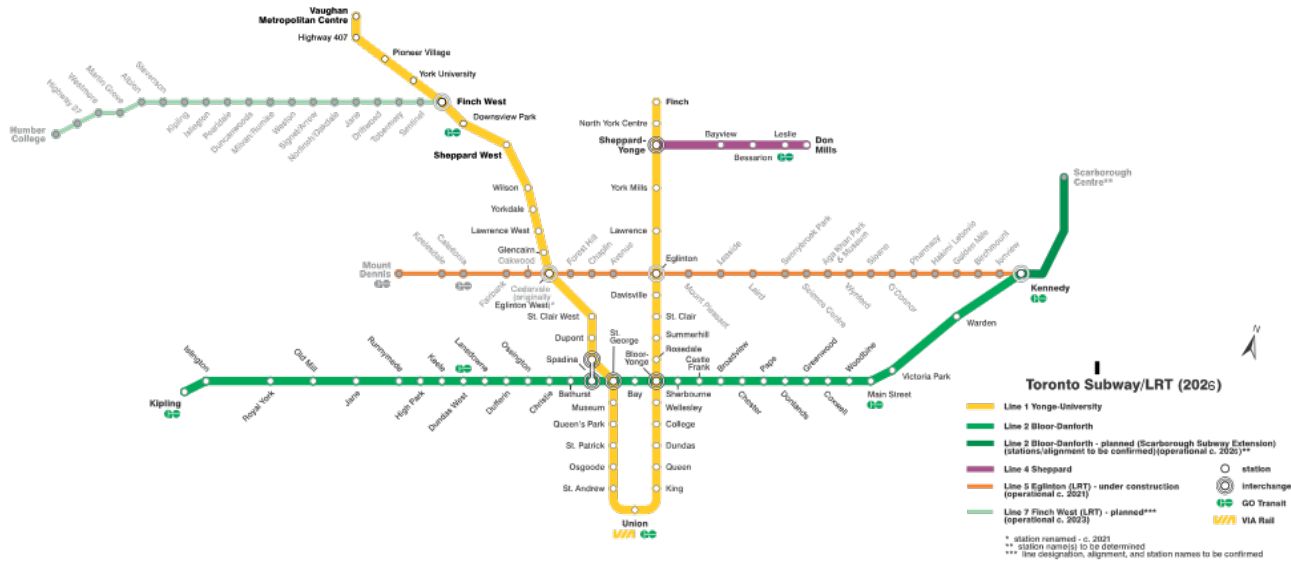 Vaughan
Metropolitan Centre
Highway 407
Pioneer Village
York University
Finch West
Downsview Park
Sheppard West
Wilson
Yorkdale
Lawrence West
Glencairn
Oakwood
Cedarvale
(originally
Eglinton West)*
St. Clair West
Dupont
Spadina
St.
George
Museum
Queen's Park
St. Patrick
Osgoode
St. Andrew
Union
VIA
GO
King
Queen
Dundas
College
Wellesley
Bloor-
Yonge
Rosedale
Summerhill
St. Clair
Davisville
Eglinton
Lawrence
York Mills
Sheppard-
Yonge
North York Centre
Finch
Bayview
Bessarion
Leslie
GO
Don
Mills
Humber
College
Highway 27
Westmore
Martin Grove
Albion
Stevenson
Kipling
Islington
Pearldale
Duncanwoods
Milvan/Rumike
Weston
Signet/Arrow
Norfinch/Oakdale
Jane
Driftwood
Tobermory
Sentinel
Mount
Dennis
GO
Keelesdale
Caledonia
GO
Fairbank
Forest Hill
Chaplin
Avenue
Mount Pleasant
Leaside
Laird
Sunnybrook Park
Science Centre
Aga Khan Park
& Museum
Wynford
Sloane
O'Connor
Pharmacy
Hakimi Lebovic
Golden Mile
Birchmount
Ionview
Kennedy
GO
Scarborough
Centre**
Kipling
GO
Islington
Royal York
Old Mill
Jane
Runnymede
High Park
Keele
Dundas West
GO
Lansdowne
Dufferin
Ossington
Christie
Bathurst
Bay
Sherbourne
Castle
Frank
Broadview
Chester
Pape
Donlands
Greenwood
Coxwell
Woodbine
Main Street
GO
Victoria Park
Warden
N
Toronto Subway/LRT (2026)
Line 1 Yonge-University
Line 2 Bloor-Danforth
Line 2 Bloor-Danforth - planned (Scarborough Subway Extension)
(stations/alignment to be confirmed)(operational c. 2026)**
Line 4 Sheppard
Line 5 Eglinton (LRT) - under construction
(operational c. 2021)
Line 7 Finch West (LRT) - planned***
(operational c. 2023)
station
interchange
GO Transit
VIA Rail
* station renamed - c. 2021
** station name(s) to be determined
*** line designation, alignment, and station names to be confirmed